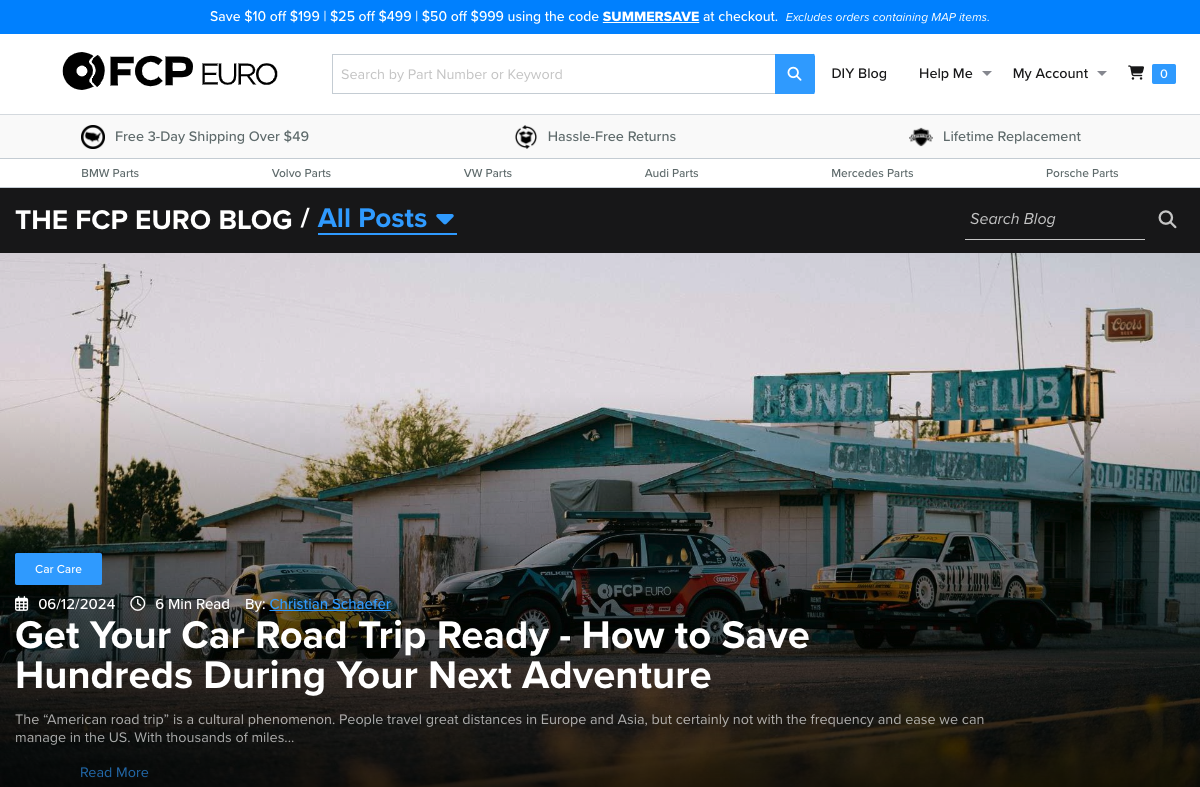 Save $10 off $199 | $25 off $499 | $50 off $999 using the code SUMMERSAVE at checkout. Excludes orders containing MAP items.
FCP EURO
Search by Part Number or Keyword
DIY Blog
Help Me
My Account
0
Free 3-Day Shipping Over $49
Hassle-Free Returns
Lifetime Replacement
BMW Parts
Volvo Parts
VW Parts
Audi Parts
Mercedes Parts
Porsche Parts
THE FCP EURO BLOG / All Posts
Search Blog
Coors
BEER
HONOL U CLUB
COLD BEER MIXED
Car Care
FCP EURO
06/12/2024
6 Min Read
By: Christian Schaefer
Get Your Car Road Trip Ready - How to Save
Hundreds During Your Next Adventure
The “American road trip” is a cultural phenomenon. People travel great distances in Europe and Asia, but certainly not with the frequency and ease we can
manage in the US. With thousands of miles...
Read More